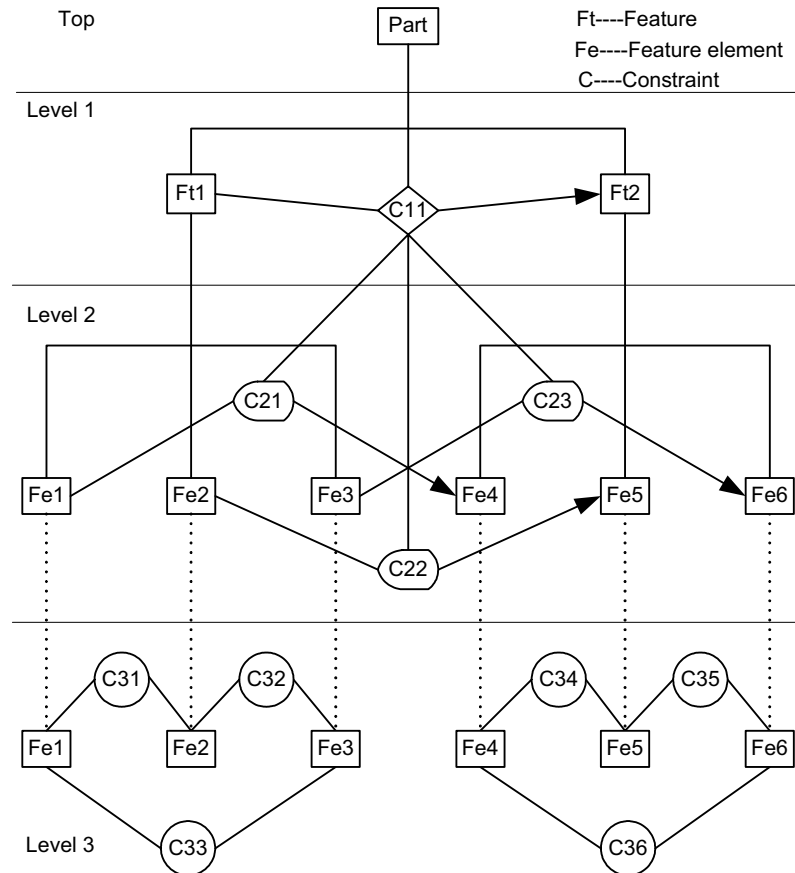 Top
Part
Ft----Feature
Fe----Feature element
C----Constraint
Level 1
Ft1
C11
Ft2
Level 2
C21
C23
Fe1
Fe2
Fe3
Fe4
Fe5
Fe6
C22
C31
C32
C34
C35
Fe1
Fe2
Fe3
Fe4
Fe5
Fe6
Level 3
C33
C36